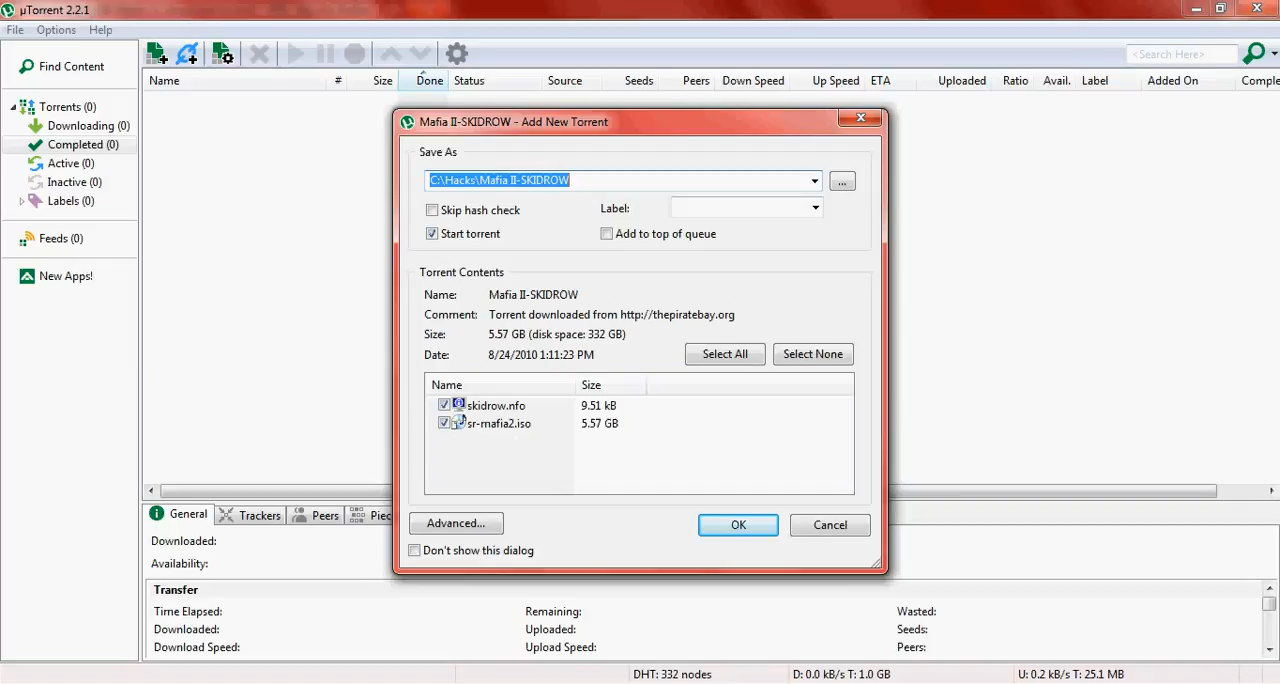 µTorrent 2.2.1
File Options Help
Find Content
<Search Here>
Name # Size Done Status Source Seeds Peers Down Speed Up Speed ETA Uploaded Ratio Avail. Label Added On Comple
Torrents (0)
Downloading (0)
Completed (0)
Active (0)
Inactive (0)
Labels (0)
Feeds (0)
New Apps!
Mafia II-SKIDROW - Add New Torrent
Save As
C:\Hacks\Mafia II-SKIDROW
...
Skip hash check
Label:
Start torrent
Add to top of queue
Torrent Contents
Name: Mafia II-SKIDROW
Comment: Torrent downloaded from http://thepiratebay.org
Size: 5.57 GB (disk space: 332 GB)
Date: 8/24/2010 1:11:23 PM
Select All
Select None
Name Size
skidrow.nfo 9.51 kB
sr-mafia2.iso 5.57 GB
Advanced...
OK
Cancel
Don't show this dialog
General Trackers Peers Piec
Downloaded:
Availability:
Transfer
Time Elapsed: Remaining: Wasted:
Downloaded: Uploaded: Seeds:
Download Speed: Upload Speed: Peers:
DHT: 332 nodes D: 0.0 kB/s T: 1.0 GB U: 0.2 kB/s T: 25.1 MB